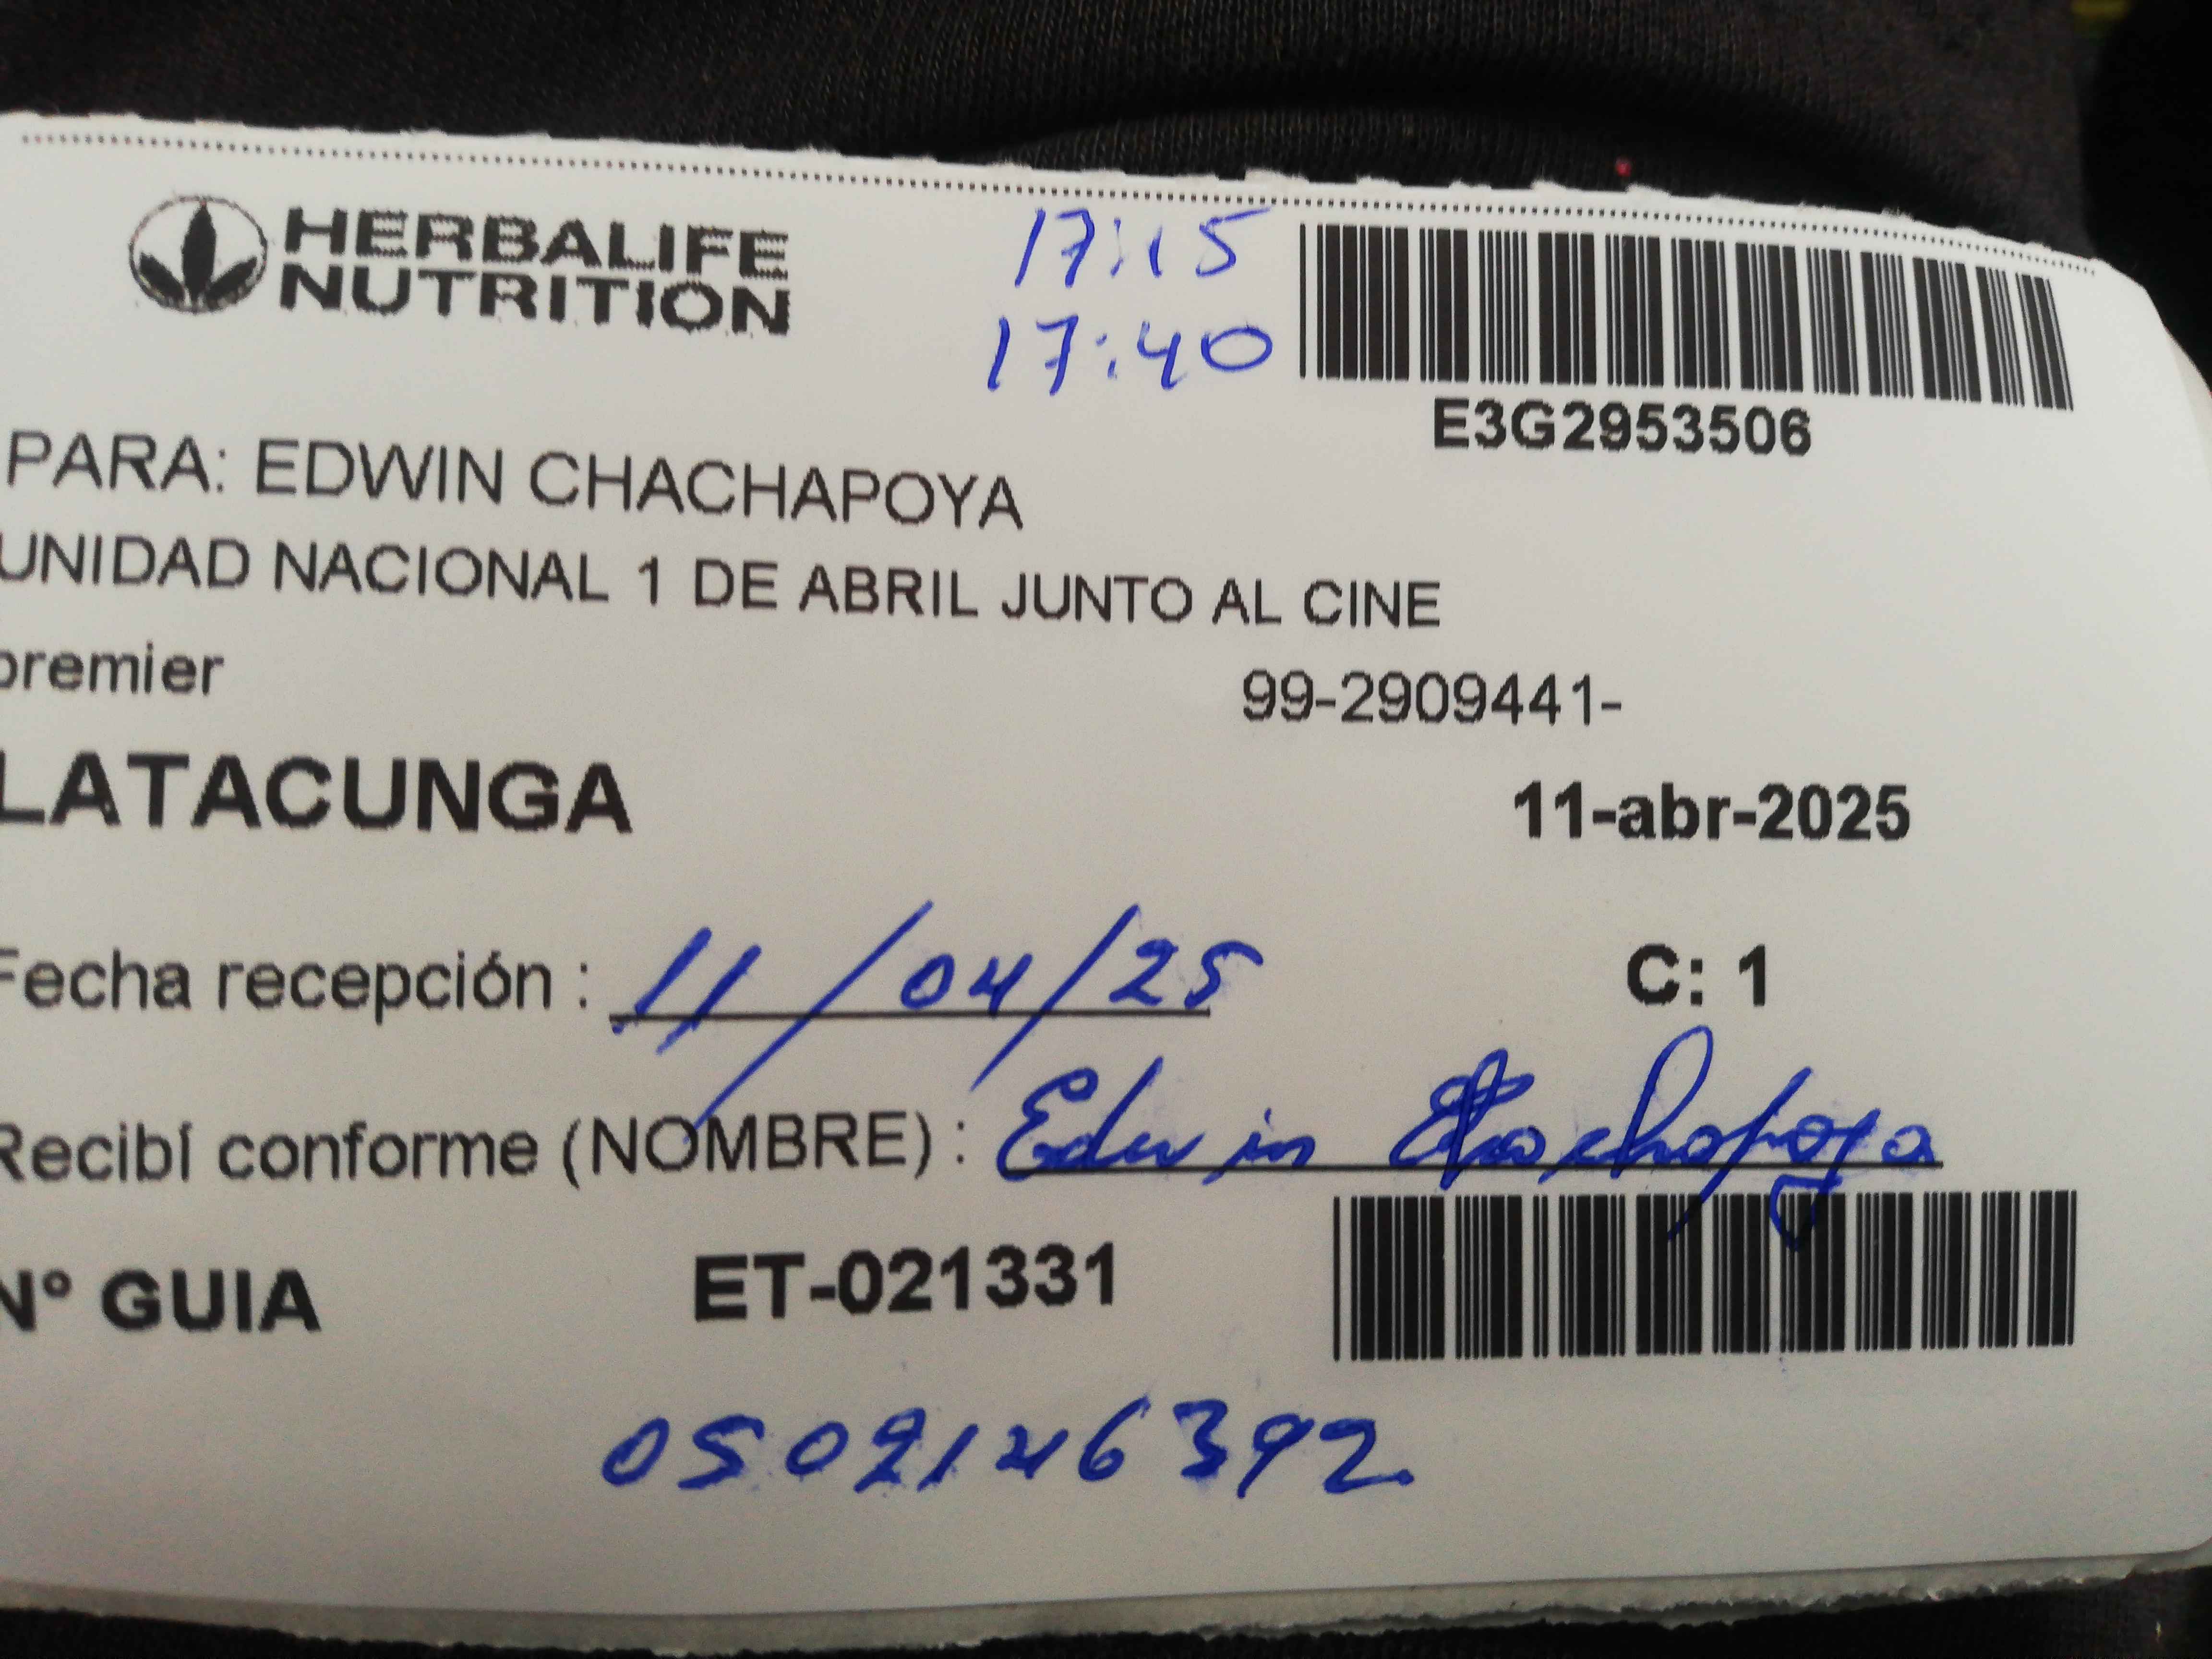 HERBALIFE
NUTRITION
17:15
17:40
E3G2953506
PARA: EDWIN CHACHAPOYA
UNIDAD NACIONAL 1 DE ABRIL JUNTO AL CINE
premier
99-2909441-
LATACUNGA
11-abr-2025
Fecha recepción : 11/04/25
C: 1
Recibí conforme (NOMBRE) : Edwin Chachapoya
N° GUIA ET-021331
0502146392